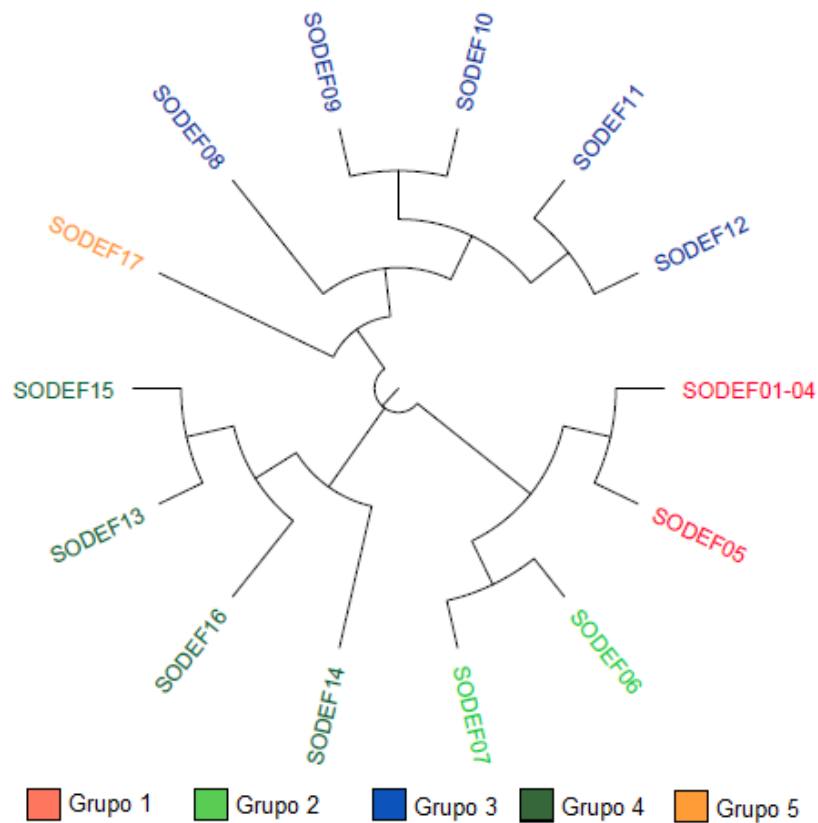 SODEF09
SODEF10
SODEF11
SODEF08
SODEF12
SODEF17
SODEF15
SODEF01-04
SODEF13
SODEF05
SODEF16
SODEF06
SODEF14
SODEF07
Grupo 1
Grupo 2
Grupo 3
Grupo 4
Grupo 5